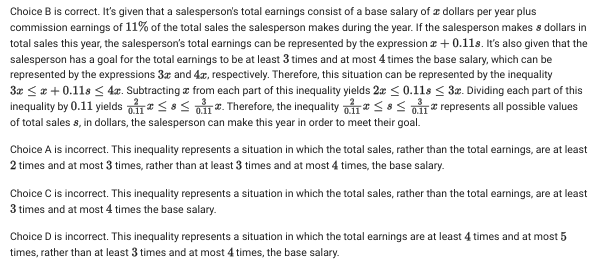 Choice B is correct. It's given that a salesperson's total earnings consist of a base salary of x dollars per year plus
commission earnings of 11% of the total sales the salesperson makes during the year. If the salesperson makes s dollars in
total sales this year, the salesperson's total earnings can be represented by the expression x + 0.11s. It's also given that the
salesperson has a goal for the total earnings to be at least 3 times and at most 4 times the base salary, which can be
represented by the expressions 3x and 4x, respectively. Therefore, this situation can be represented by the inequality
3x ≤ x + 0.11s ≤ 4x. Subtracting x from each part of this inequality yields 2x ≤ 0.11s ≤ 3x. Dividing each part of this
inequality by 0.11 yields 2/0.11 x ≤ s ≤ 3/0.11 x. Therefore, the inequality 2/0.11 x ≤ s ≤ 3/0.11 x represents all possible values
of total sales s, in dollars, the salesperson can make this year in order to meet their goal.
Choice A is incorrect. This inequality represents a situation in which the total sales, rather than the total earnings, are at least
2 times and at most 3 times, rather than at least 3 times and at most 4 times, the base salary.
Choice C is incorrect. This inequality represents a situation in which the total sales, rather than the total earnings, are at least
3 times and at most 4 times the base salary.
Choice D is incorrect. This inequality represents a situation in which the total earnings are at least 4 times and at most 5
times, rather than at least 3 times and at most 4 times, the base salary.